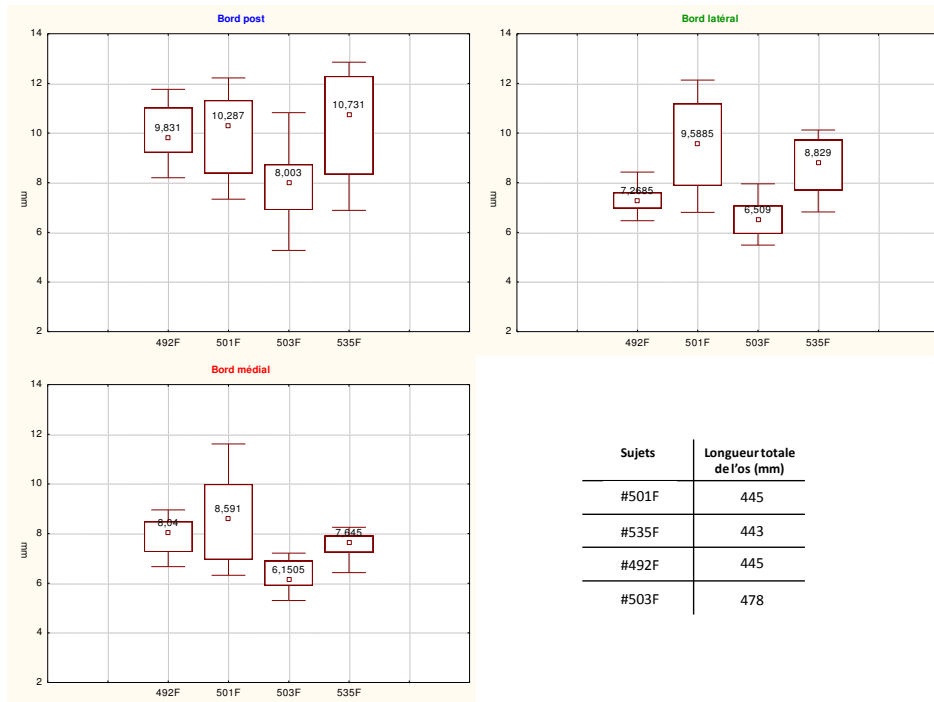 Bord post
14
12
10
8
6
4
2
mm
9,831
10,287
8,003
10,731
492F 501F 503F 535F
Bord latéral
14
12
10
8
6
4
2
mm
7,2685
9,5885
6,509
8,829
492F 501F 503F 535F
Bord médial
14
12
10
8
6
4
2
mm
8,04
8,591
6,1505
7,645
492F 501F 503F 535F
Sujets Longueur totale
de l'os (mm)
#501F 445
#535F 443
#492F 445
#503F 478